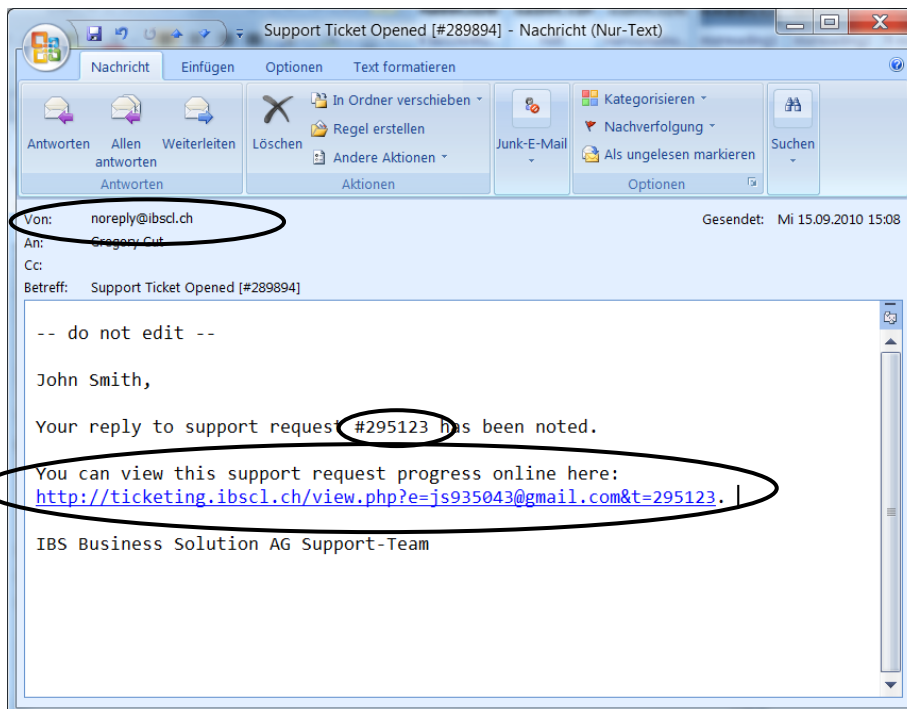 Support Ticket Opened [#289894] - Nachricht (Nur-Text)
Nachricht Einfügen Optionen Text formatieren
Antworten Allen antworten Weiterleiten
Antworten
Löschen
In Ordner verschieben
Regel erstellen
Andere Aktionen
Aktionen
Junk-E-Mail
Kategorisieren
Nachverfolgung
Als ungelesen markieren
Optionen
Suchen
Von: noreply@ibscl.ch Gesendet: Mi 15.09.2010 15:08
An: Gregory Cut
Cc:
Betreff: Support Ticket Opened [#289894]
-- do not edit --
John Smith,
Your reply to support request #295123 has been noted.
You can view this support request progress online here:
http://ticketing.ibscl.ch/view.php?e=js935043@gmail.com&t=295123.
IBS Business Solution AG Support-Team